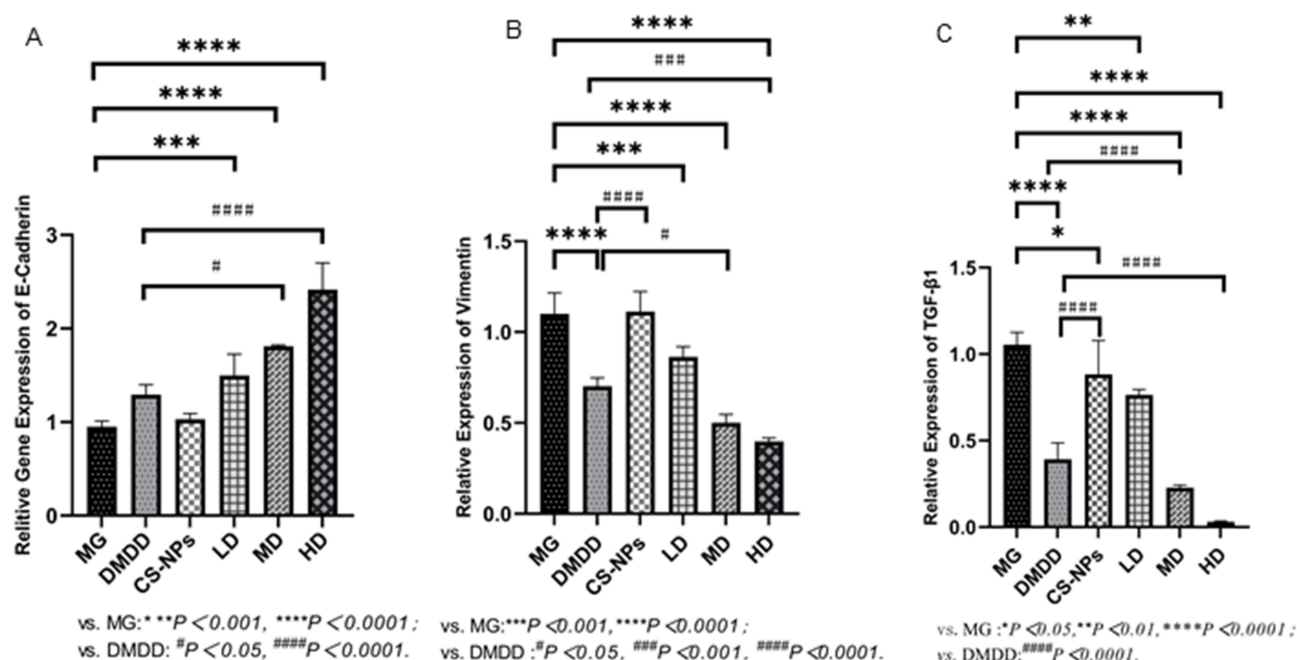 A
****
****
***
####
#
Relitive Gene Expression of E-Cadherin
3
2
1
0
MG
DMDD
CS-NPs
LD
MD
HD
vs. MG:* **P<0.001, ****P<0.0001;
vs. DMDD: #P<0.05, ####P<0.0001.
B
****
###
****
***
####
****
#
Relative Expression of Vimentin
1.5
1.0
0.5
0.0
MG
DMDD
CS-NPs
LD
MD
HD
vs. MG:***P<0.001,****P<0.0001;
vs. DMDD :#P<0.05, ###P<0.001, ####P<0.0001.
C
**
****
****
####
****
*
####
####
Relative Expression of TGF-β1
1.5
1.0
0.5
0.0
MG
DMDD
CS-NPs
LD
MD
HD
vs. MG :*P<0.05,**P<0.01,****P<0.0001;
vs. DMDD:####P<0.0001.